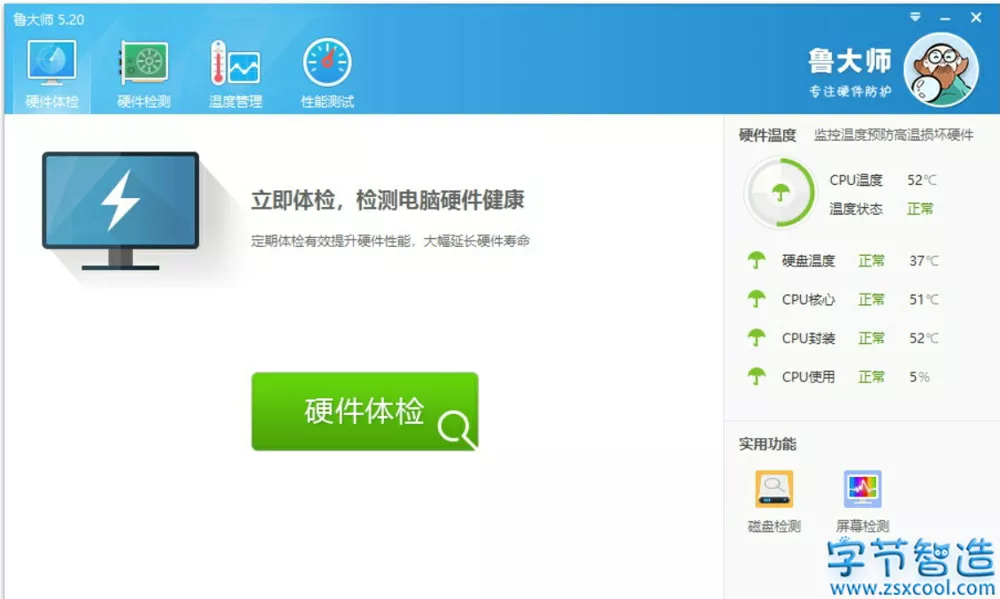 鲁大师 5.20
硬件体检 硬件检测 温度管理 性能测试
鲁大师
专注硬件防护
立即体检，检测电脑硬件健康
定期体检有效提升硬件性能，大幅延长硬件寿命
硬件体检
硬件温度 监控温度预防高温损坏硬件
CPU温度 52℃
温度状态 正常
硬盘温度 正常 37℃
CPU核心 正常 51℃
CPU封装 正常 52℃
CPU使用 正常 5%
实用功能
磁盘检测 屏幕检测
字节智造
www.zsxcool.com